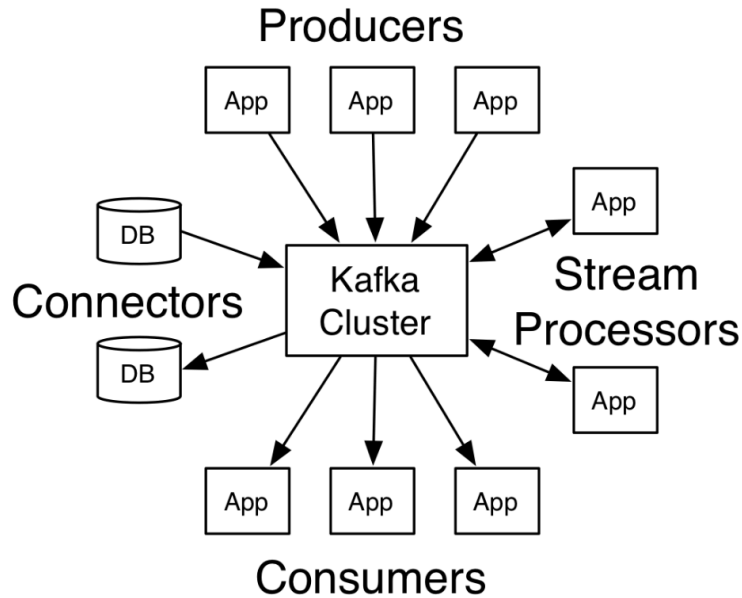 Producers
App
App
App
App
DB
Kafka
Cluster
Stream
Processors
Connectors
DB
App
App
App
App
Consumers